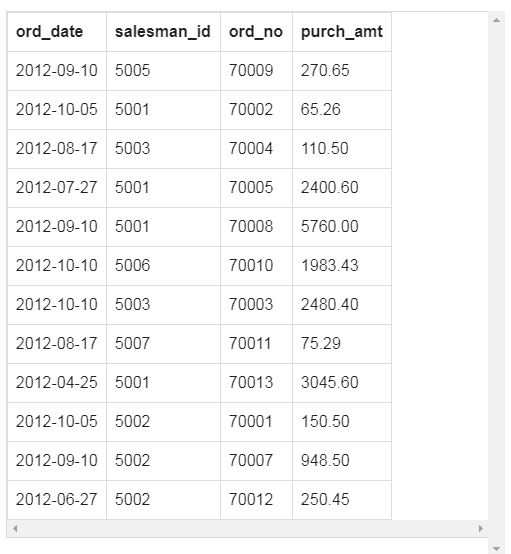 ord_date salesman_id ord_no purch_amt
2012-09-10 5005 70009 270.65
2012-10-05 5001 70002 65.26
2012-08-17 5003 70004 110.50
2012-07-27 5001 70005 2400.60
2012-09-10 5001 70008 5760.00
2012-10-10 5006 70010 1983.43
2012-10-10 5003 70003 2480.40
2012-08-17 5007 70011 75.29
2012-04-25 5001 70013 3045.60
2012-10-05 5002 70001 150.50
2012-09-10 5002 70007 948.50
2012-06-27 5002 70012 250.45